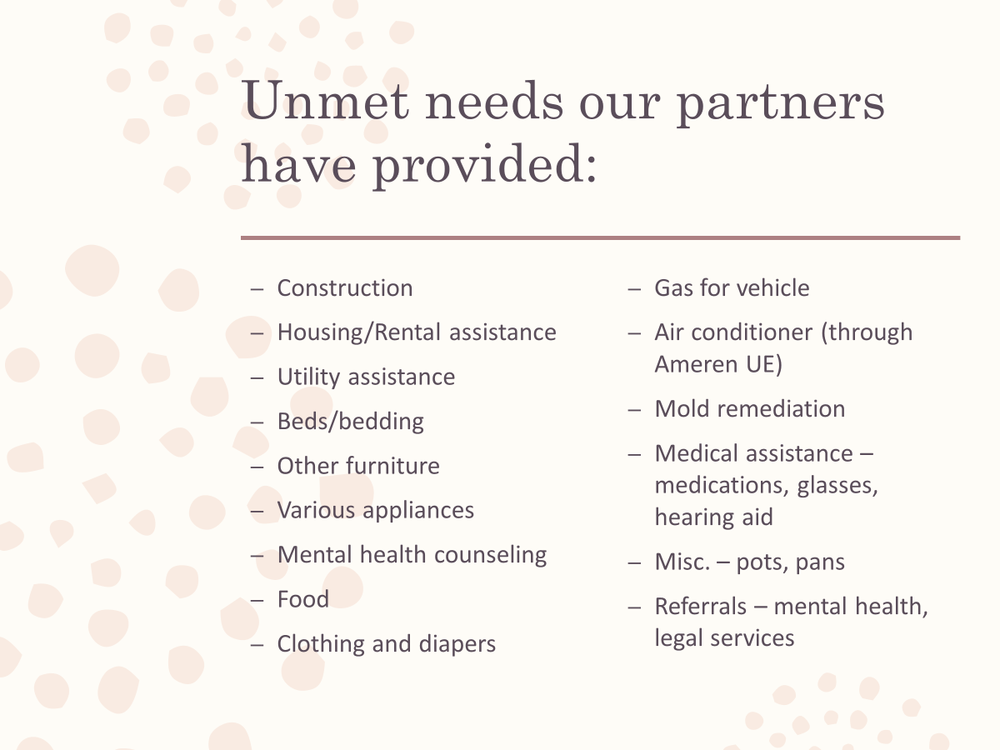 Unmet needs our partners
have provided:
– Construction
– Housing/Rental assistance
– Utility assistance
– Beds/bedding
– Other furniture
– Various appliances
– Mental health counseling
– Food
– Clothing and diapers
– Gas for vehicle
– Air conditioner (through
Ameren UE)
– Mold remediation
– Medical assistance –
medications, glasses,
hearing aid
– Misc. – pots, pans
– Referrals – mental health,
legal services